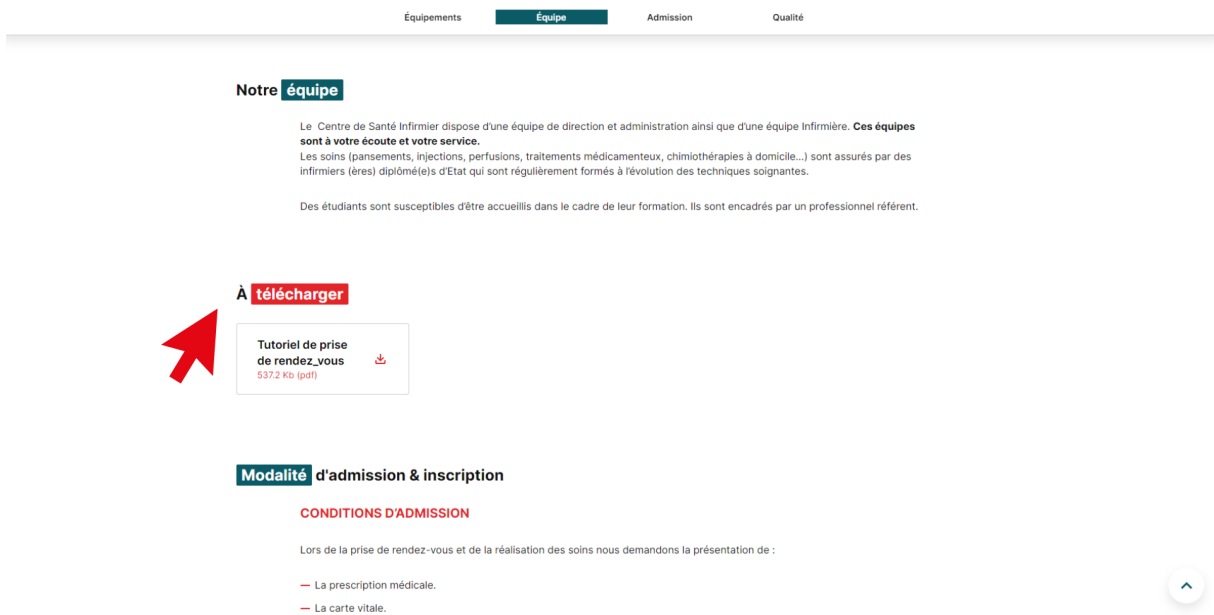 Équipements Équipe Admission Qualité
Notre équipe
Le Centre de Santé Infirmier dispose d'une équipe de direction et administration ainsi que d'une équipe Infirmière. Ces équipes
sont à votre écoute et votre service.
Les soins (pansements, injections, perfusions, traitements médicamenteux, chimiothérapies à domicile...) sont assurés par des
infirmiers (ères) diplômé(e)s d'Etat qui sont régulièrement formés à l'évolution des techniques soignantes.
Des étudiants sont susceptibles d'être accueillis dans le cadre de leur formation. Ils sont encadrés par un professionnel référent.
À télécharger
Tutoriel de prise
de rendez_vous
537.2 Kb (pdf)
Modalité d'admission & inscription
CONDITIONS D'ADMISSION
Lors de la prise de rendez-vous et de la réalisation des soins nous demandons la présentation de :
— La prescription médicale.
— La carte vitale.